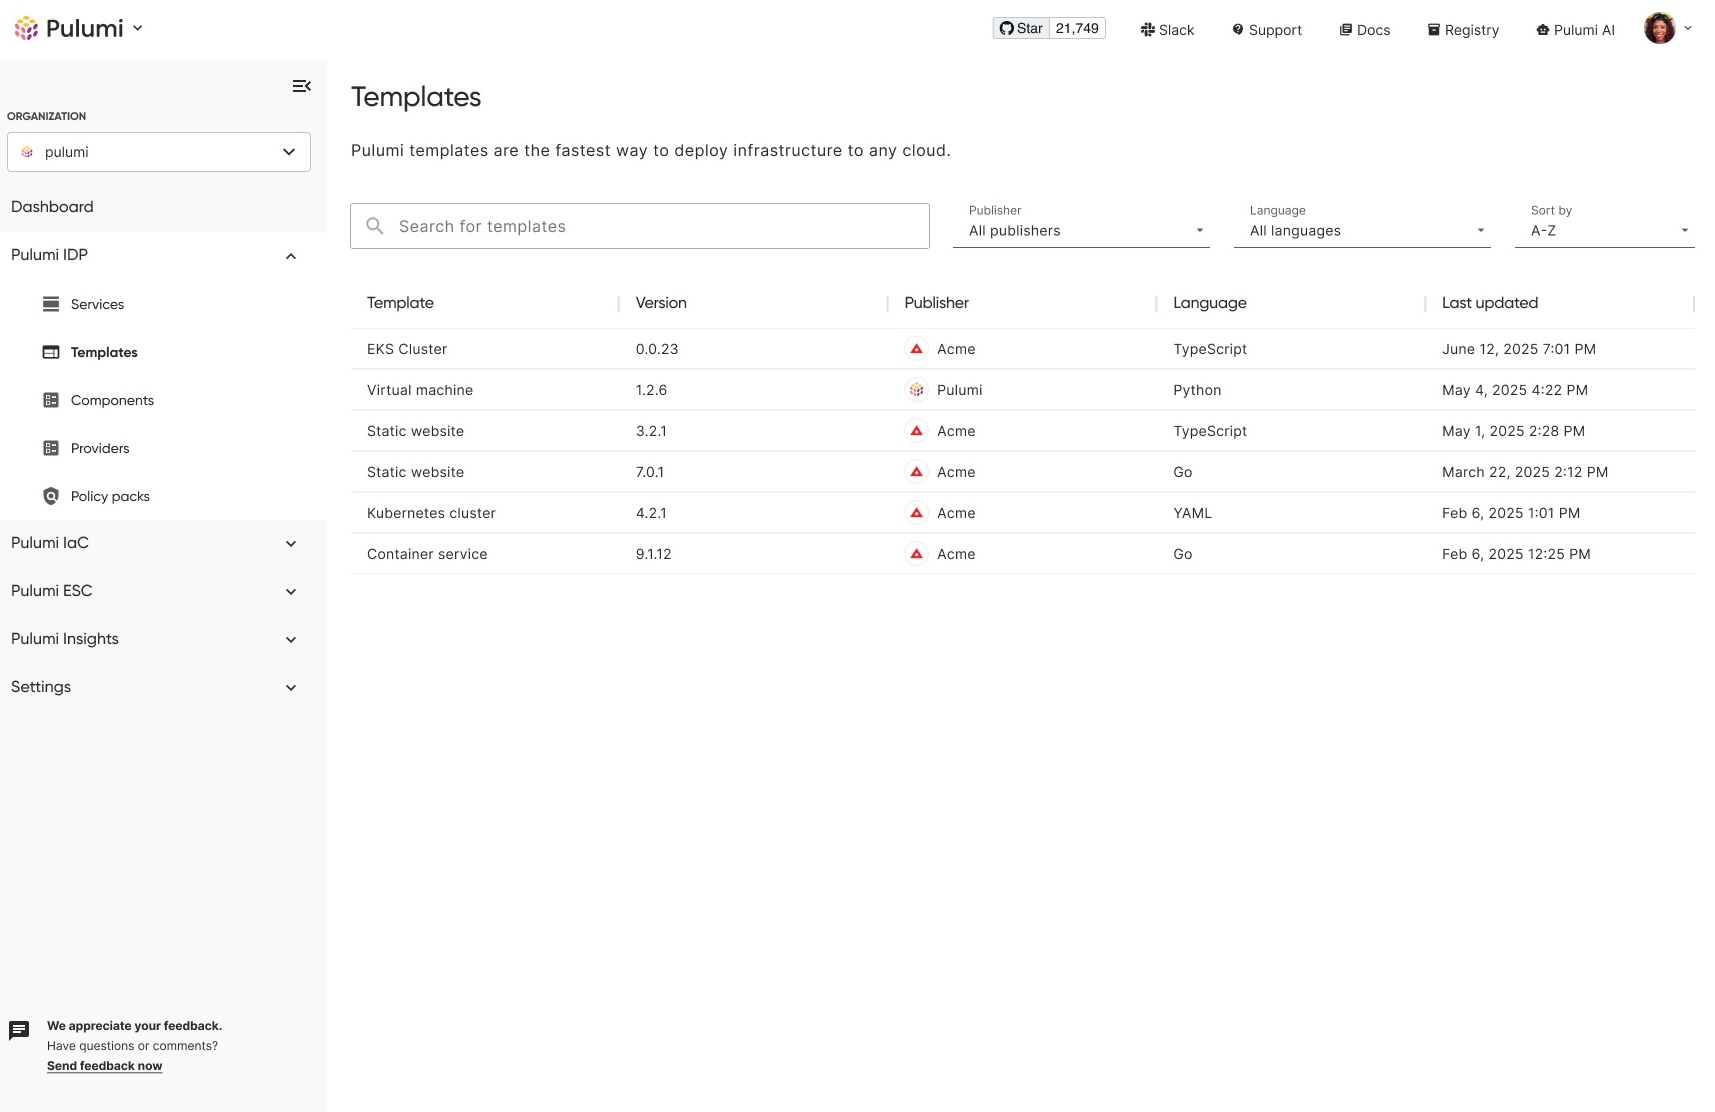 Pulumi
Star 21,749
Slack
Support
Docs
Registry
Pulumi AI
ORGANIZATION
pulumi
Dashboard
Pulumi IDP
Services
Templates
Components
Providers
Policy packs
Pulumi IaC
Pulumi ESC
Pulumi Insights
Settings
We appreciate your feedback.
Have questions or comments?
Send feedback now
Templates
Pulumi templates are the fastest way to deploy infrastructure to any cloud.
Search for templates
Publisher
All publishers
Language
All languages
Sort by
A-Z
Template Version Publisher Language Last updated
EKS Cluster 0.0.23 Acme TypeScript June 12, 2025 7:01 PM
Virtual machine 1.2.6 Pulumi Python May 4, 2025 4:22 PM
Static website 3.2.1 Acme TypeScript May 1, 2025 2:28 PM
Static website 7.0.1 Acme Go March 22, 2025 2:12 PM
Kubernetes cluster 4.2.1 Acme YAML Feb 6, 2025 1:01 PM
Container service 9.1.12 Acme Go Feb 6, 2025 12:25 PM